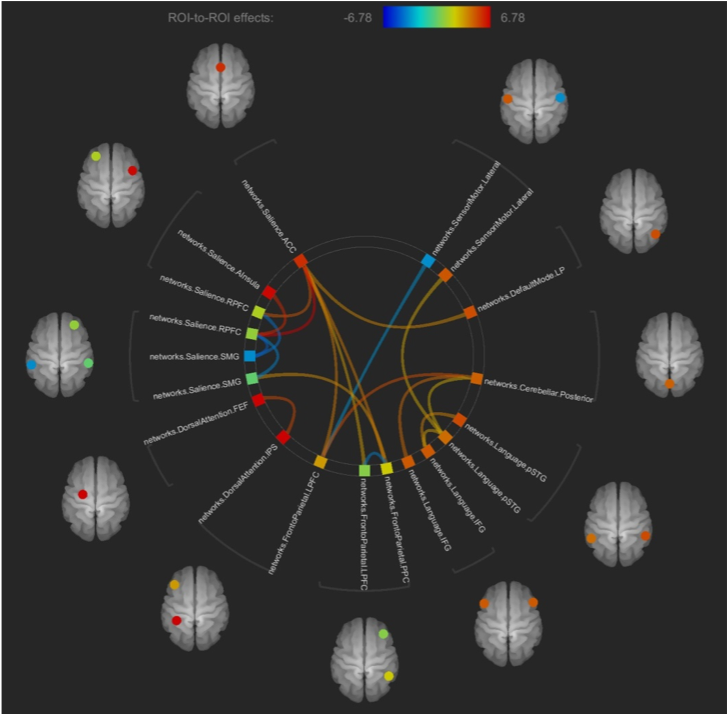 ROI-to-ROI effects: -6.78 6.78
networks.Salience.ACC
networks.Salience.AInsula
networks.Salience.RPFC
networks.Salience.RPFC
networks.Salience.SMG
networks.Salience.SMG
networks.DorsalAttention.FEF
networks.DorsalAttention.IPS
networks.FrontoParietal.LPFC
networks.FrontoParietal.LPFC
networks.FrontoParietal.PPC
networks.Language.IFG
networks.Language.IFG
networks.Language.pSTG
networks.Language.pSTG
networks.Cerebellar.Posterior
networks.DefaultMode.LP
networks.SensoriMotor.Lateral
networks.SensoriMotor.Lateral